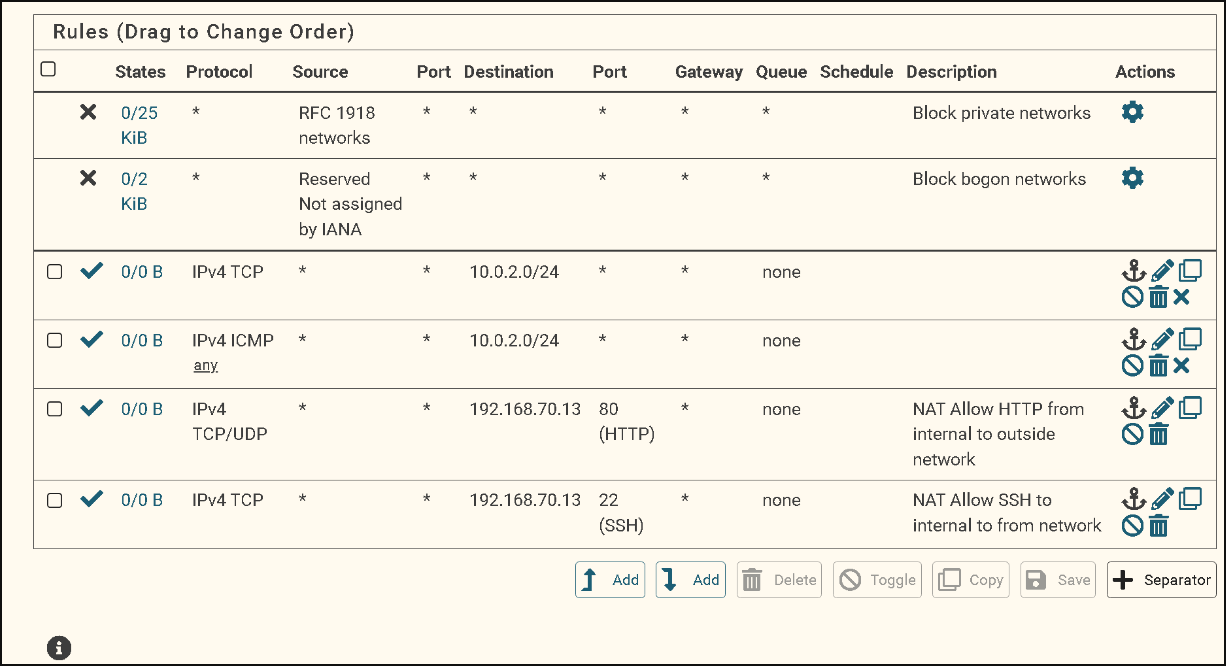 Rules (Drag to Change Order)
States Protocol Source Port Destination Port Gateway Queue Schedule Description Actions
0/25 * RFC 1918 * * * * * Block private networks
KiB networks
0/2 * Reserved * * * * * Block bogon networks
KiB Not assigned
by IANA
0/0 B IPv4 TCP * * 10.0.2.0/24 * * none
0/0 B IPv4 ICMP * * 10.0.2.0/24 * * none
any
0/0 B IPv4 * * 192.168.70.13 80 * none NAT Allow HTTP from
TCP/UDP (HTTP) internal to outside
network
0/0 B IPv4 TCP * * 192.168.70.13 22 * none NAT Allow SSH to
(SSH) internal to from network
Add Add Delete Toggle Copy Save Separator